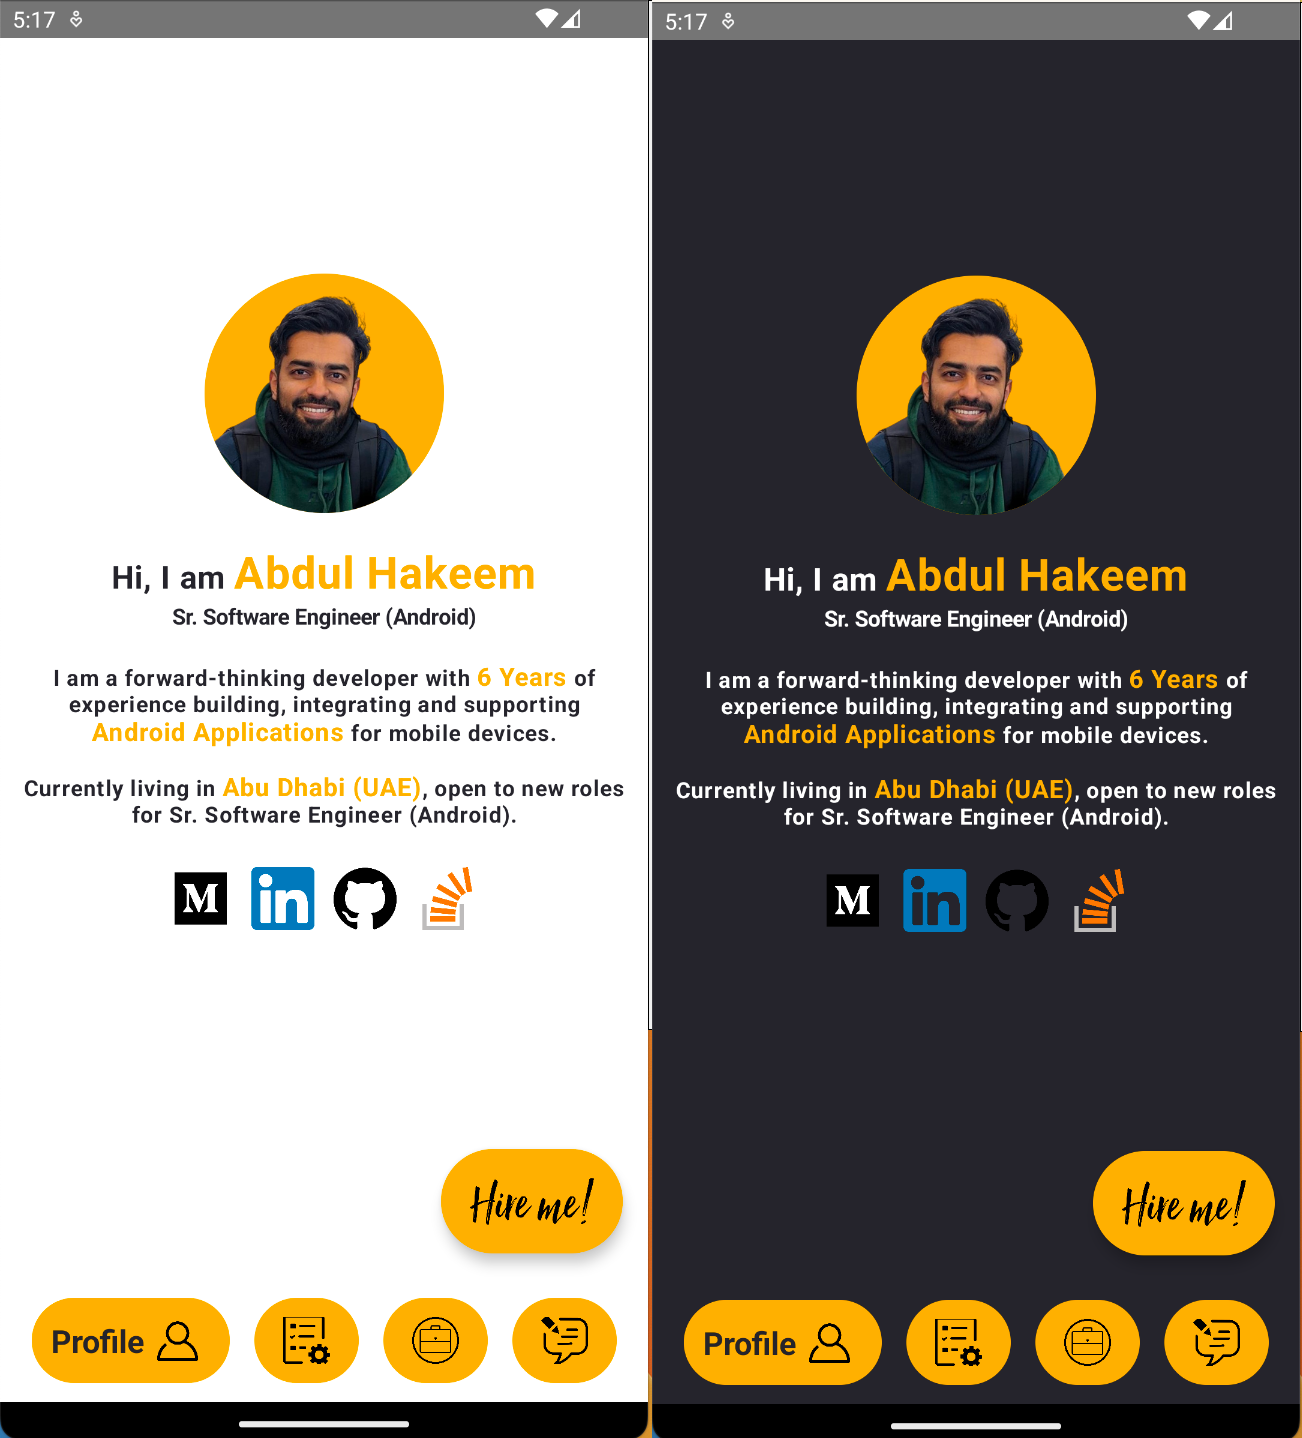 5:17
Hi, I am Abdul Hakeem
Sr. Software Engineer (Android)
I am a forward-thinking developer with 6 Years of
experience building, integrating and supporting
Android Applications for mobile devices.
Currently living in Abu Dhabi (UAE), open to new roles
for Sr. Software Engineer (Android).
M in
Hire me!
Profile
5:17
Hi, I am Abdul Hakeem
Sr. Software Engineer (Android)
I am a forward-thinking developer with 6 Years of
experience building, integrating and supporting
Android Applications for mobile devices.
Currently living in Abu Dhabi (UAE), open to new roles
for Sr. Software Engineer (Android).
M in
Hire me!
Profile